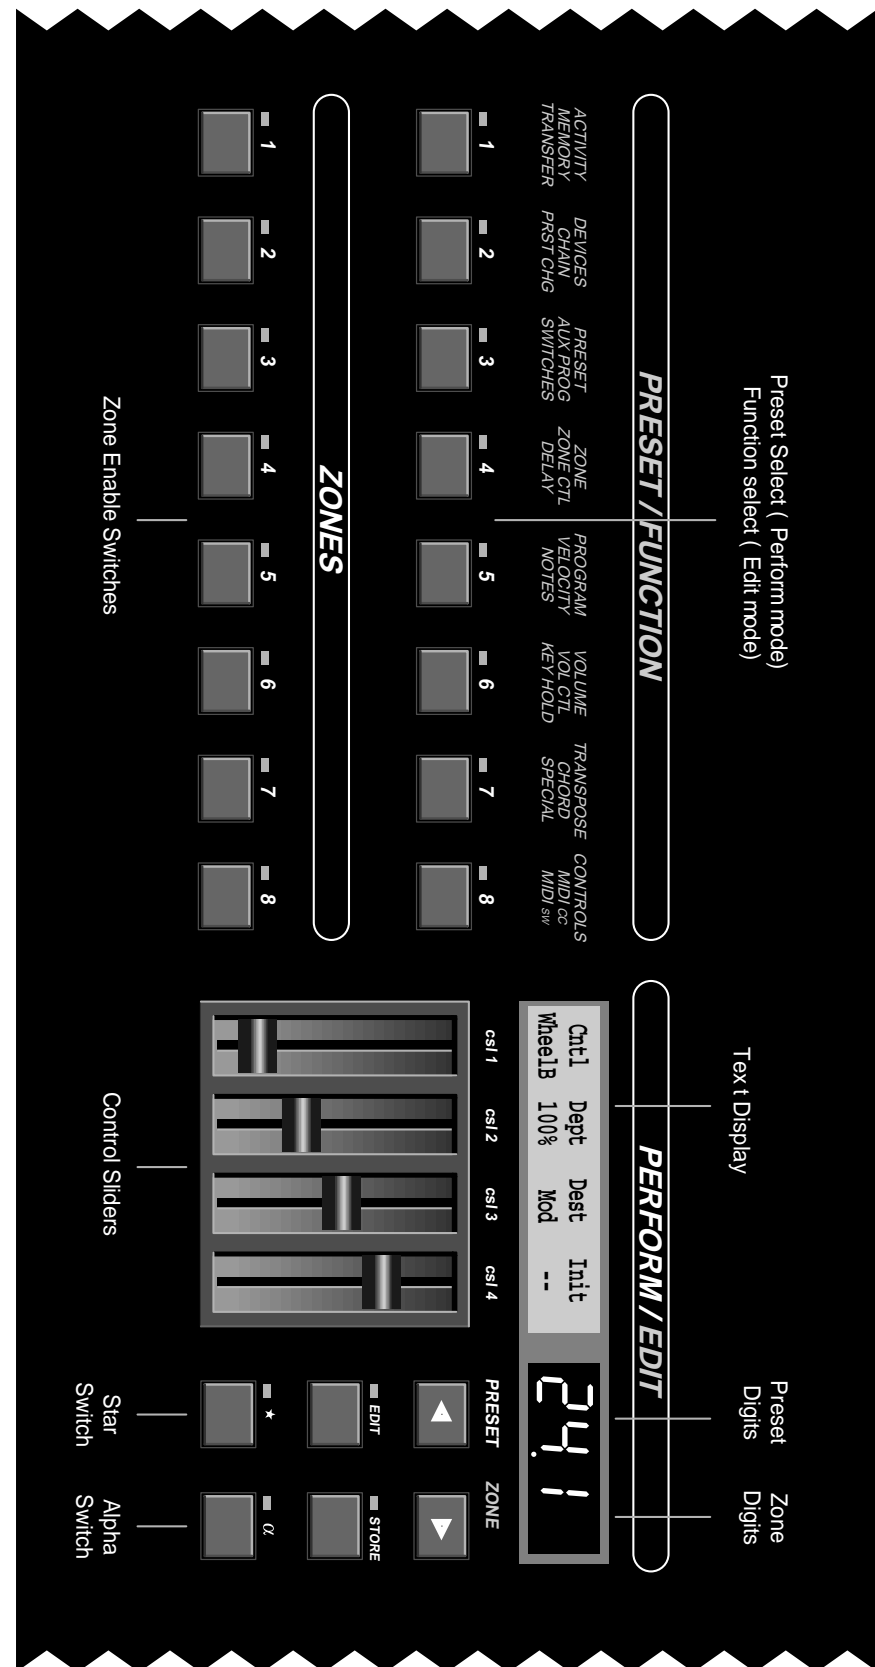 Preset Select ( Perform mode)
Function select ( Edit mode)
Text Display
Preset
Digits
Zone
Digits
PRESET / FUNCTION
PERFORM / EDIT
ACTIVITY
MEMORY
TRANSFER
DEVICES
CHAIN
PRST CHG
PRESET
AUX PROG
SWITCHES
ZONE
ZONE CTL
DELAY
PROGRAM
VELOCITY
NOTES
VOLUME
VOL CTL
KEY HOLD
TRANSPOSE
CHORD
SPECIAL
CONTROLS
MIDI CC
MIDI SW
Cntl Dept Dest Init
WheelB 100% Mod --
24.1
1 2 3 4 5 6 7 8
csl 1 csl 2 csl 3 csl 4
PRESET ZONE
EDIT STORE
ZONES
1 2 3 4 5 6 7 8
★ α
Zone Enable Switches
Control Sliders
Star
Switch
Alpha
Switch